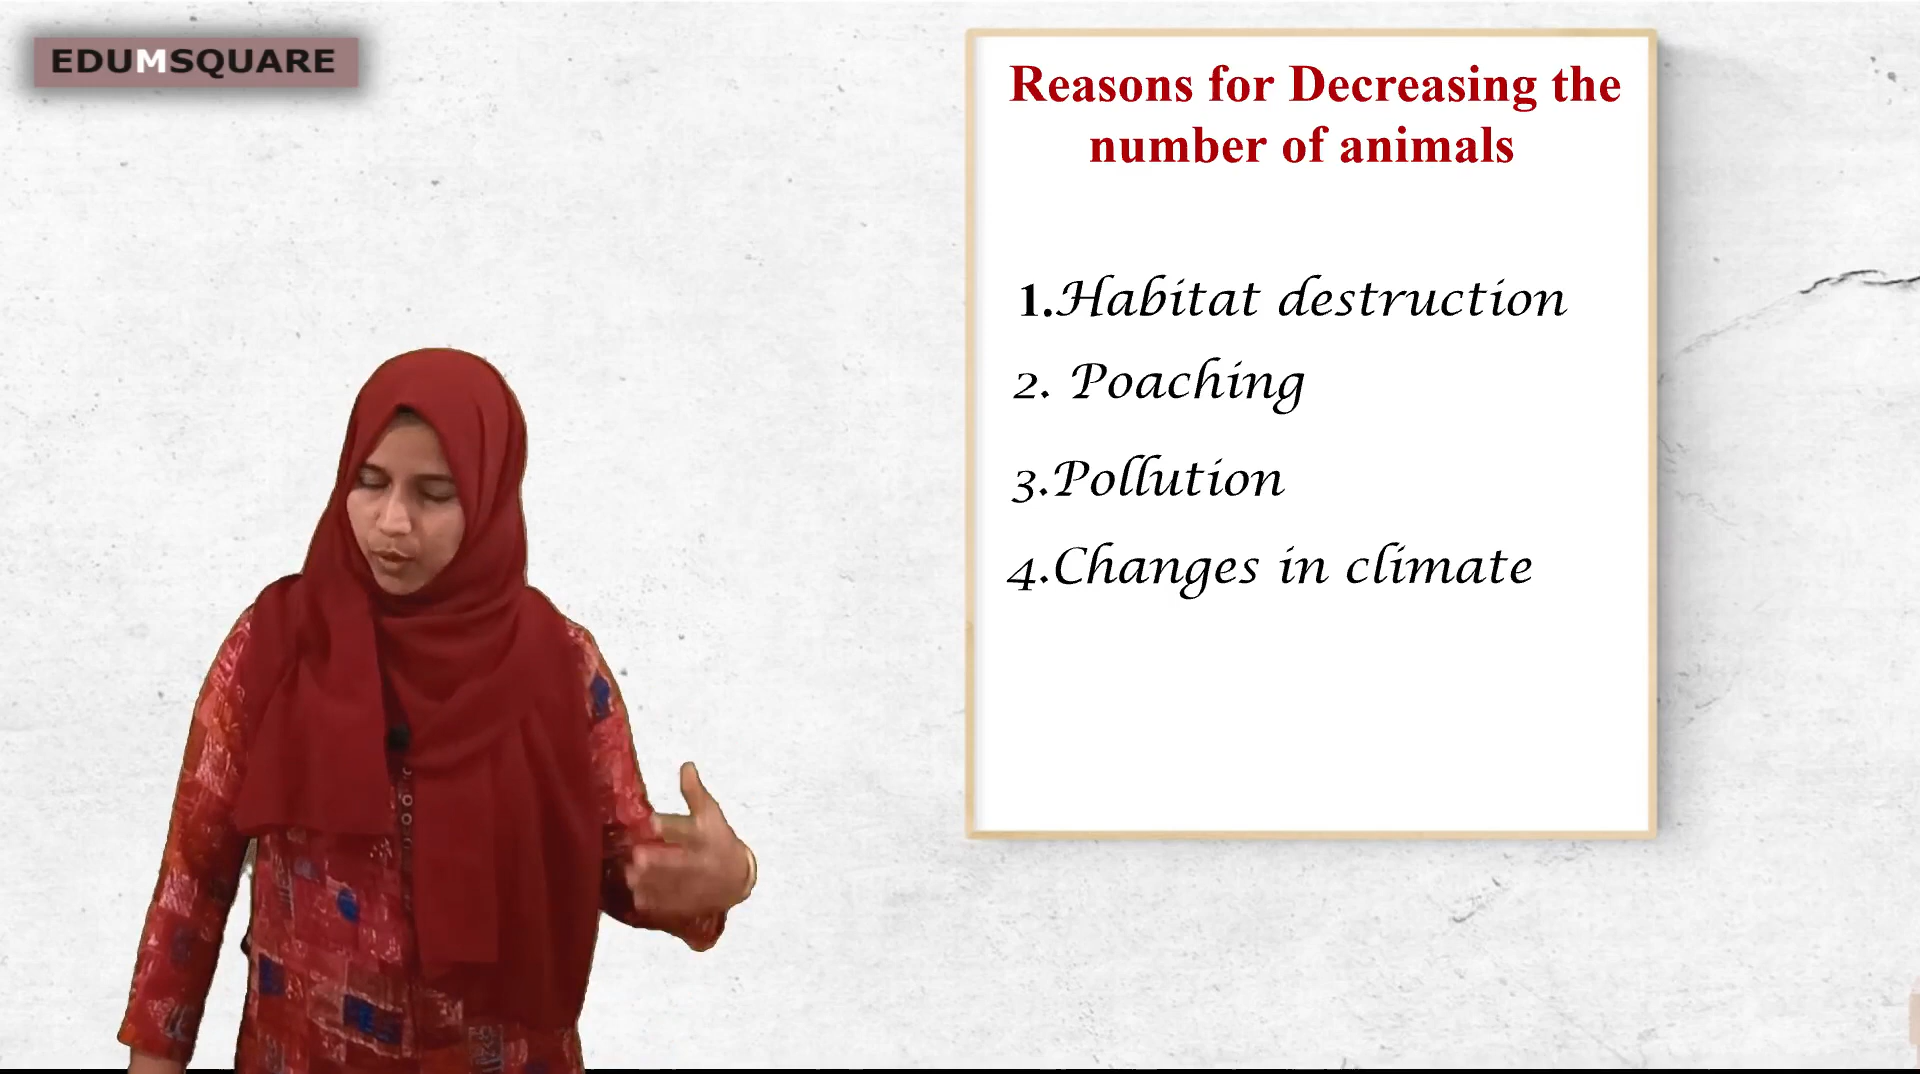 EDUMSQUARE
Reasons for Decreasing the
number of animals
1.Habitat destruction
2. Poaching
3.Pollution
4.Changes in climate